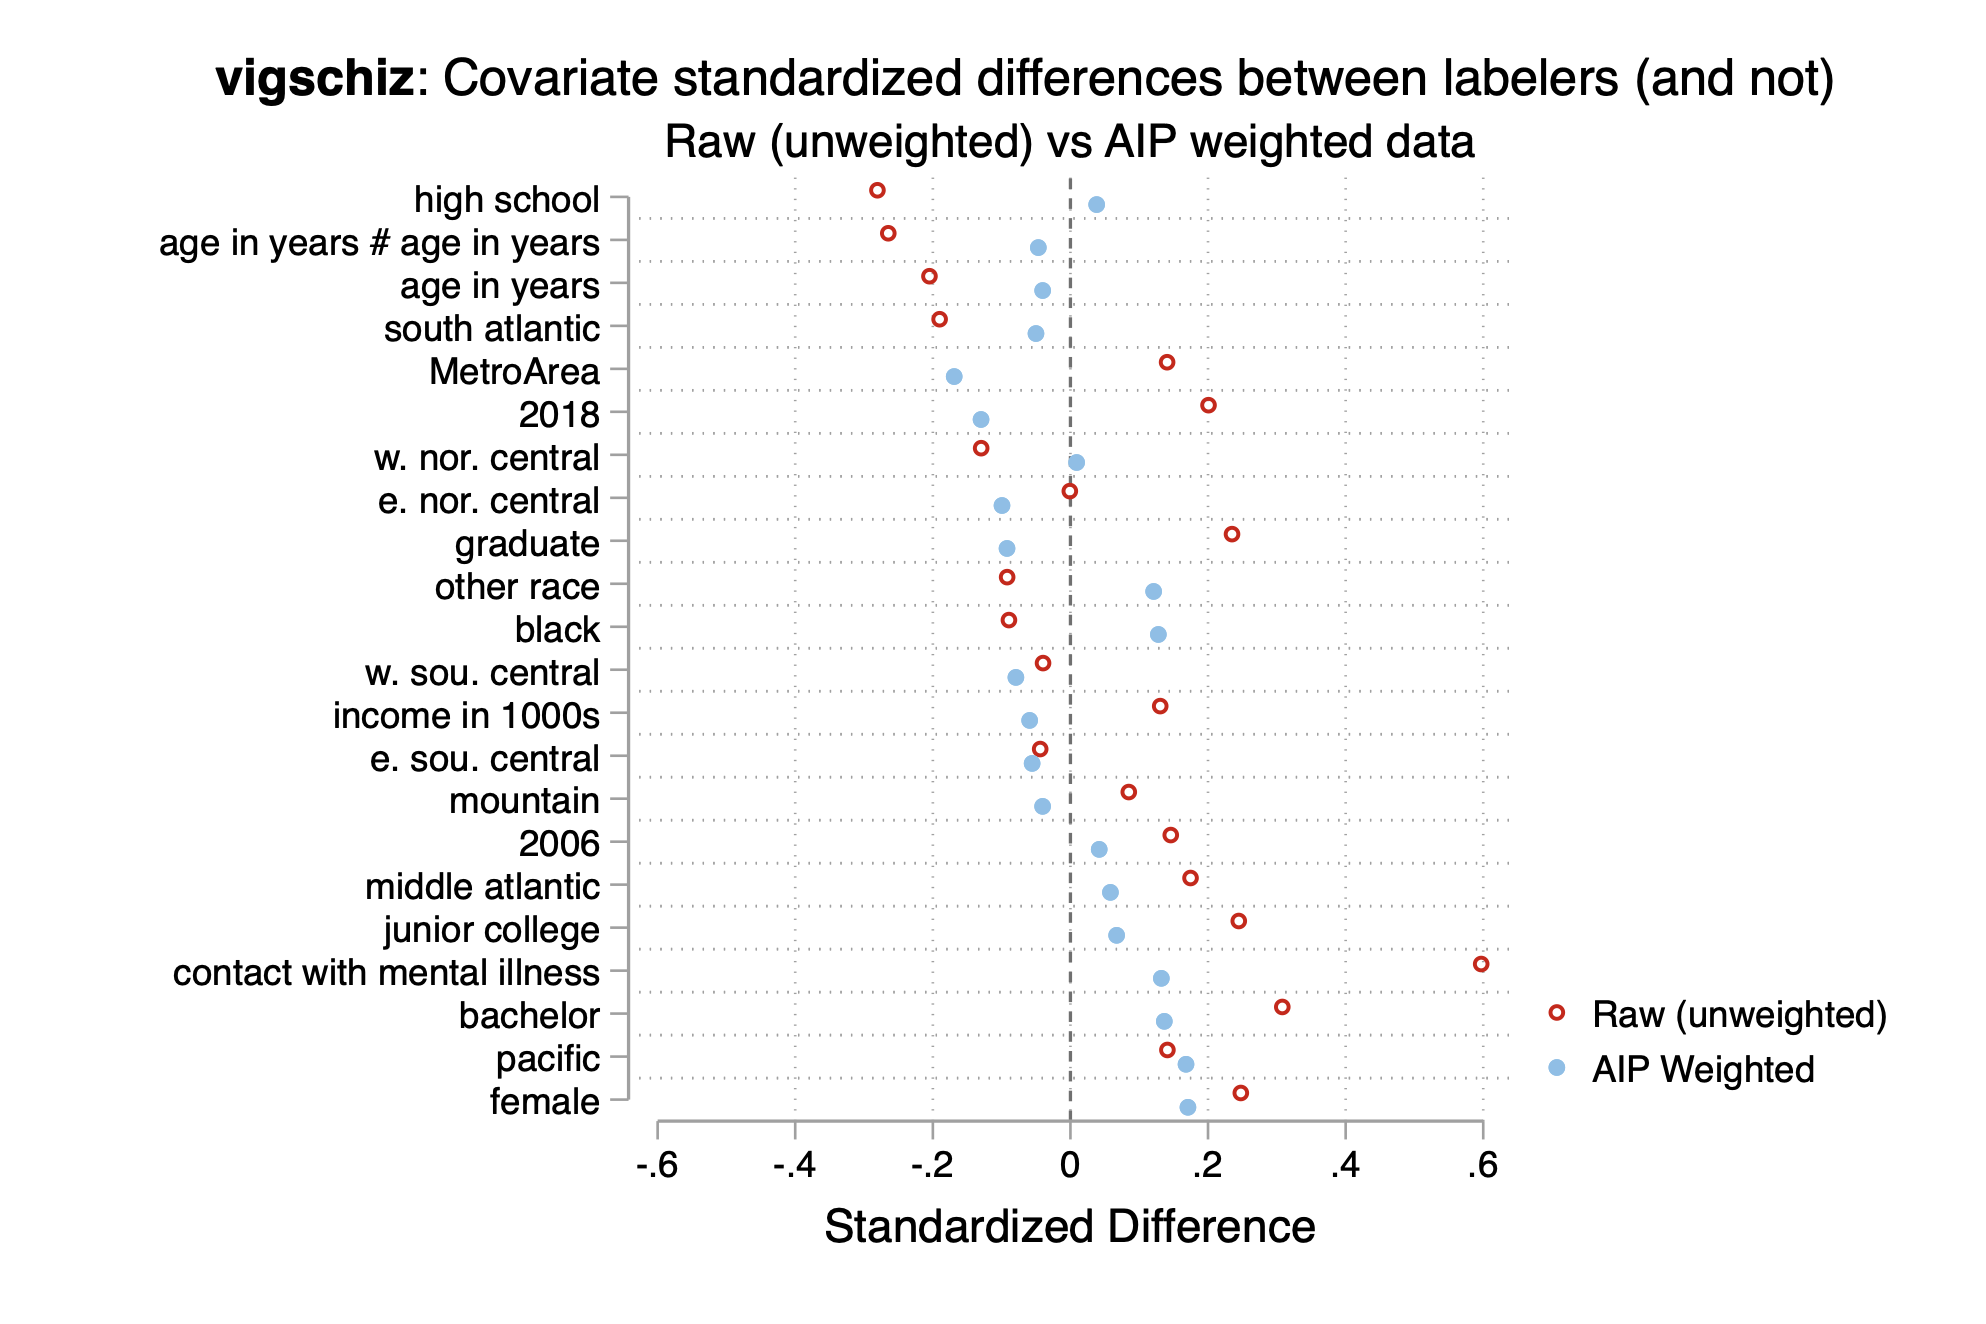 vigschiz: Covariate standardized differences between labelers (and not)
Raw (unweighted) vs AIP weighted data
high school
age in years # age in years
age in years
south atlantic
MetroArea
2018
w. nor. central
e. nor. central
graduate
other race
black
w. sou. central
income in 1000s
e. sou. central
mountain
2006
middle atlantic
junior college
contact with mental illness
bachelor
pacific
female
Raw (unweighted)
AIP Weighted
-.6 -.4 -.2 0 .2 .4 .6
Standardized Difference